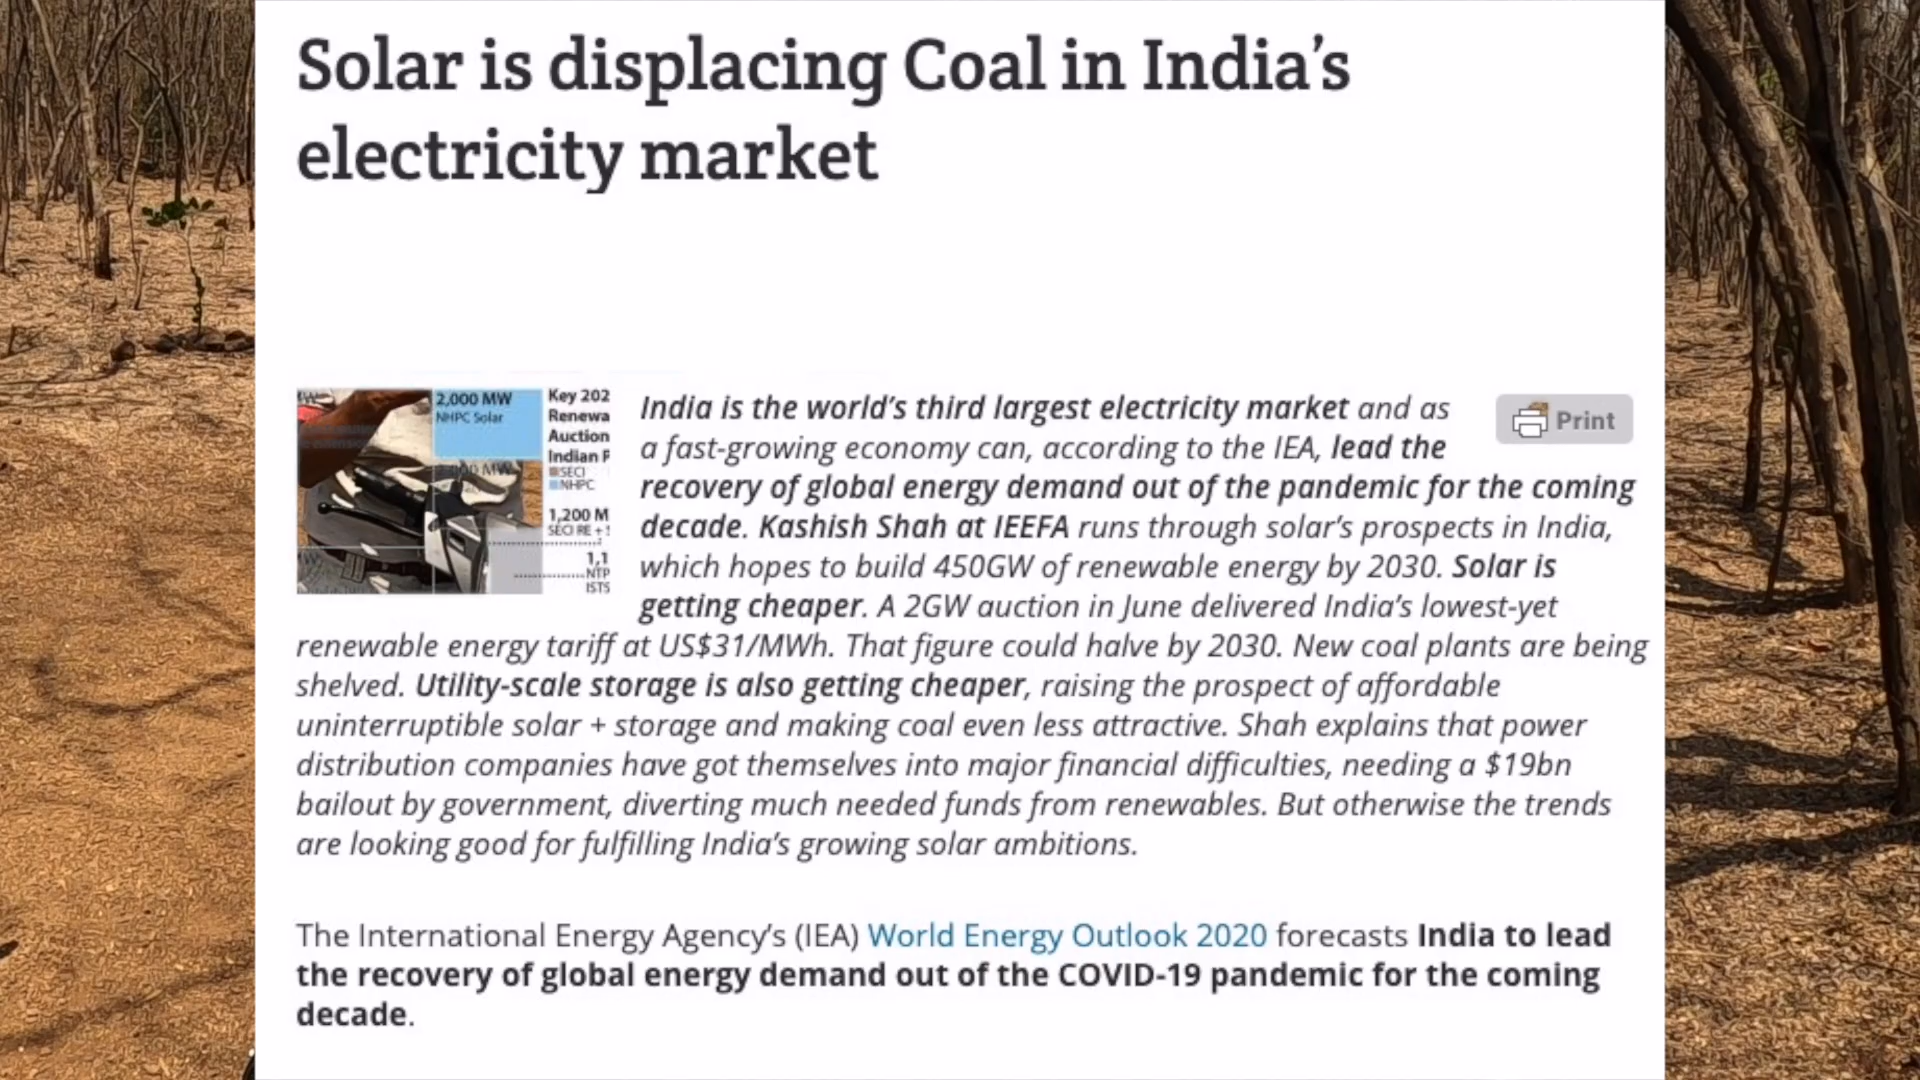 Solar is displacing Coal in India's
electricity market
2,000 MW
NHPC Solar
Key 202
Renewa
Auction
Indian P
SECI
NHPC
1,200 M
SECI RE +
1,1
NTP
ISTS
Print
India is the world's third largest electricity market and as
a fast-growing economy can, according to the IEA, lead the
recovery of global energy demand out of the pandemic for the coming
decade. Kashish Shah at IEEFA runs through solar's prospects in India,
which hopes to build 450GW of renewable energy by 2030. Solar is
getting cheaper. A 2GW auction in June delivered India's lowest-yet
renewable energy tariff at US$31/MWh. That figure could halve by 2030. New coal plants are being
shelved. Utility-scale storage is also getting cheaper, raising the prospect of affordable
uninterruptible solar + storage and making coal even less attractive. Shah explains that power
distribution companies have got themselves into major financial difficulties, needing a $19bn
bailout by government, diverting much needed funds from renewables. But otherwise the trends
are looking good for fulfilling India's growing solar ambitions.
The International Energy Agency's (IEA) World Energy Outlook 2020 forecasts India to lead
the recovery of global energy demand out of the COVID-19 pandemic for the coming
decade.